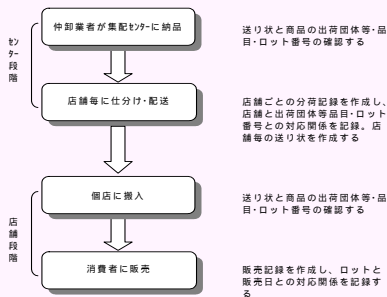 仲卸業者が集配ｾﾝﾀｰに納品
送り状と商品の出荷団体等･品
目･ロット番号の確認する
ｾﾝ
ﾀｰ
段
階
店舗毎に仕分け･配送
店舗ごとの分荷記録を作成し、
店舗と出荷団体等品目･ロット
番号との対応関係を記録。店
舗毎の送り状を作成する
個店に搬入
送り状と商品の出荷団体等･品
目･ロット番号の確認する
店
舗
段
階
消費者に販売
販売記録を作成し、ロットと
販売日との対応関係を記録す
る